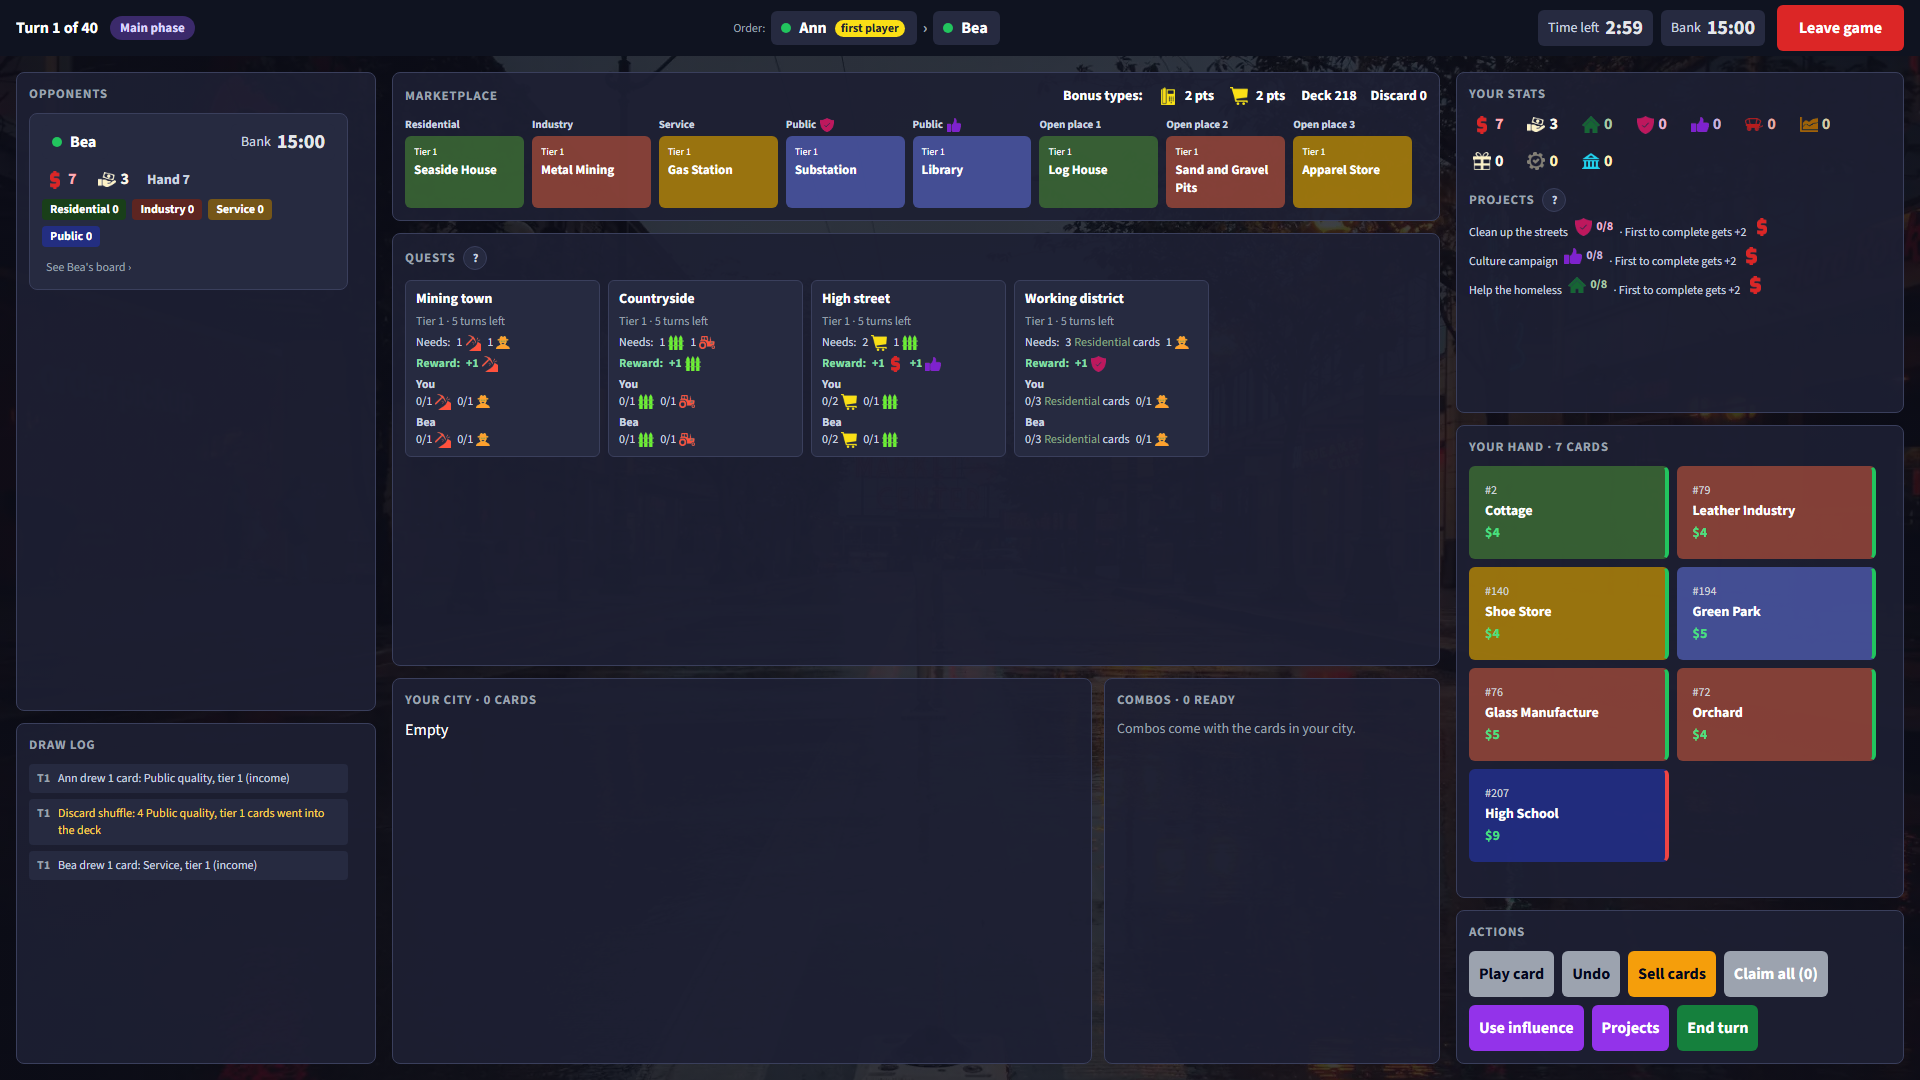 Turn 1 of 40 Main phase
Order: Ann first player › Bea
Time left 2:59 Bank 15:00 Leave game
OPPONENTS
Bea Bank 15:00
7 3 Hand 7
Residential 0 Industry 0 Service 0
Public 0
See Bea's board ›
DRAW LOG
T1 Ann drew 1 card: Public quality, tier 1 (income)
T1 Discard shuffle: 4 Public quality, tier 1 cards went into
the deck
T1 Bea drew 1 card: Service, tier 1 (income)
MARKETPLACE
Bonus types: 2 pts 2 pts Deck 218 Discard 0
Residential Industry Service Public Public Open place 1 Open place 2 Open place 3
Tier 1 Tier 1 Tier 1 Tier 1 Tier 1 Tier 1 Tier 1 Tier 1
Seaside House Metal Mining Gas Station Substation Library Log House Sand and Gravel Apparel Store
Pits
QUESTS ?
Mining town
Tier 1 · 5 turns left
Needs: 1 1
Reward: +1
You
0/1 0/1
Bea
0/1 0/1
Countryside
Tier 1 · 5 turns left
Needs: 1 1
Reward: +1
You
0/1 0/1
Bea
0/1 0/1
High street
Tier 1 · 5 turns left
Needs: 2 1
Reward: +1 +1
You
0/2 0/1
Bea
0/2 0/1
Working district
Tier 1 · 5 turns left
Needs: 3 Residential cards 1
Reward: +1
You
0/3 Residential cards 0/1
Bea
0/3 Residential cards 0/1
YOUR CITY · 0 CARDS
Empty
COMBOS · 0 READY
Combos come with the cards in your city.
YOUR STATS
7 3 0 0 0 0 0
0 0 0
PROJECTS ?
Clean up the streets 0/8 · First to complete gets +2
Culture campaign 0/8 · First to complete gets +2
Help the homeless 0/8 · First to complete gets +2
YOUR HAND · 7 CARDS
#2
Cottage
$4
#79
Leather Industry
$4
#140
Shoe Store
$4
#194
Green Park
$5
#76
Glass Manufacture
$5
#72
Orchard
$4
#207
High School
$9
ACTIONS
Play card Undo Sell cards Claim all (0)
Use influence Projects End turn